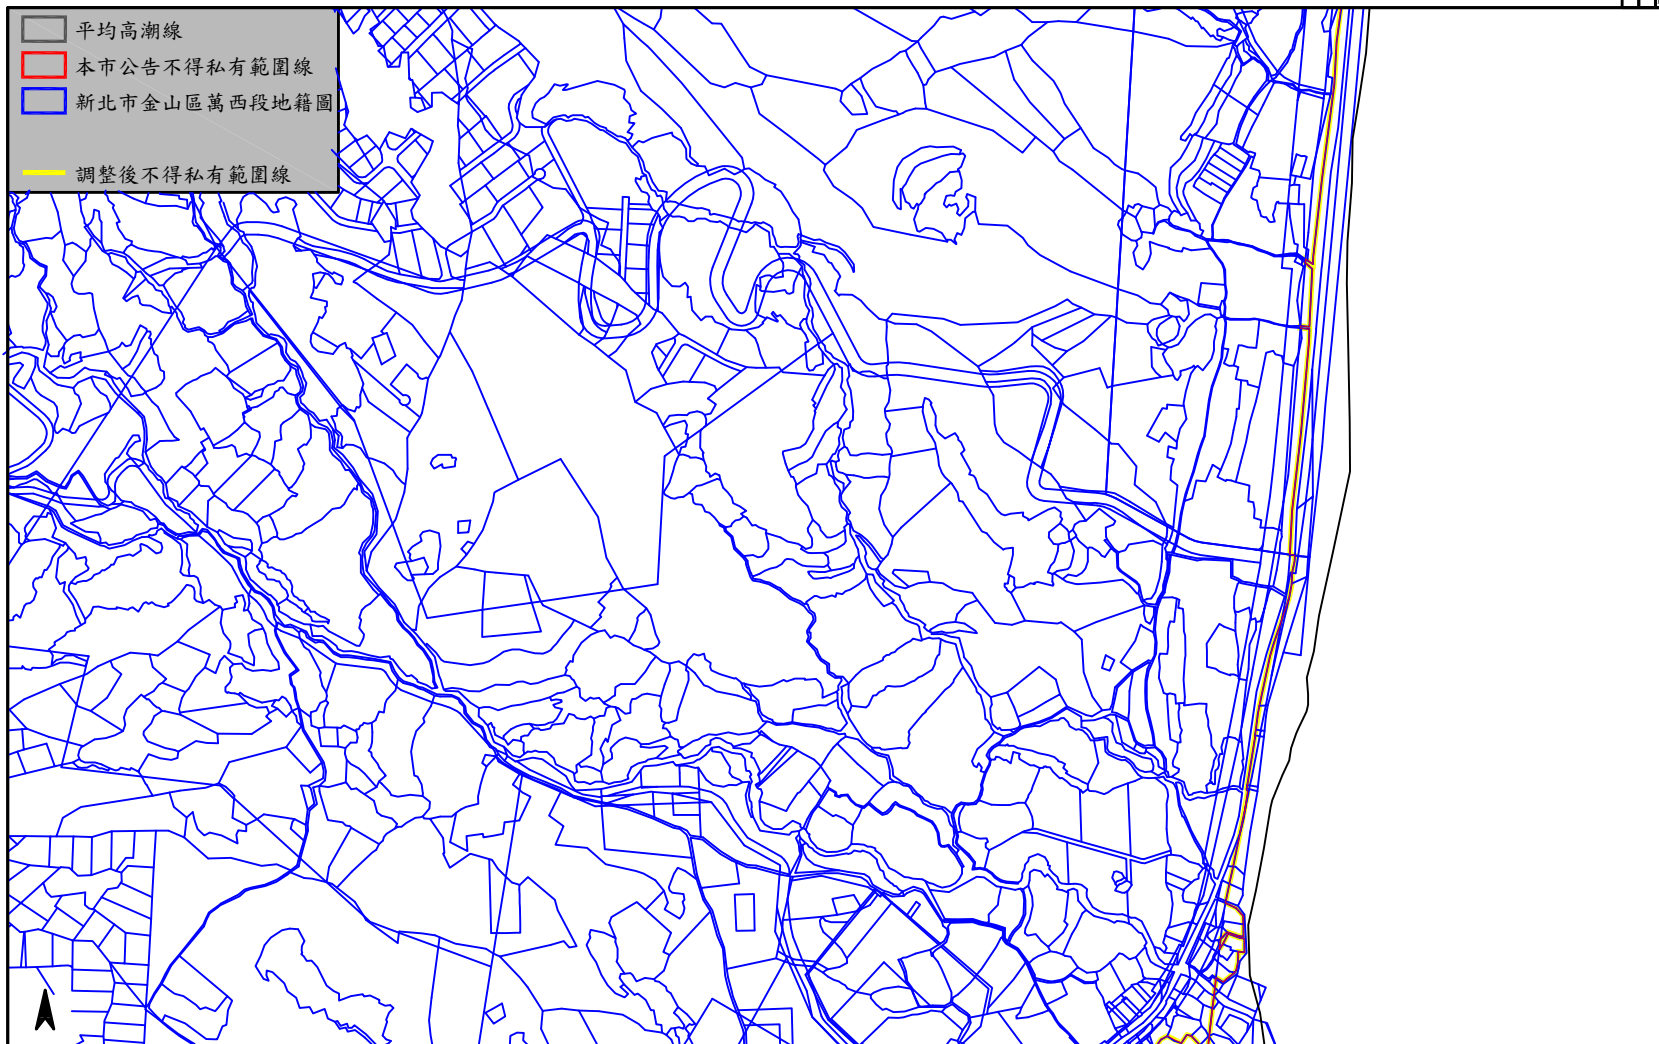 平均高潮線
本市公告不得私有範圍線
新北市金山區萬西段地籍圖
調整後不得私有範圍線